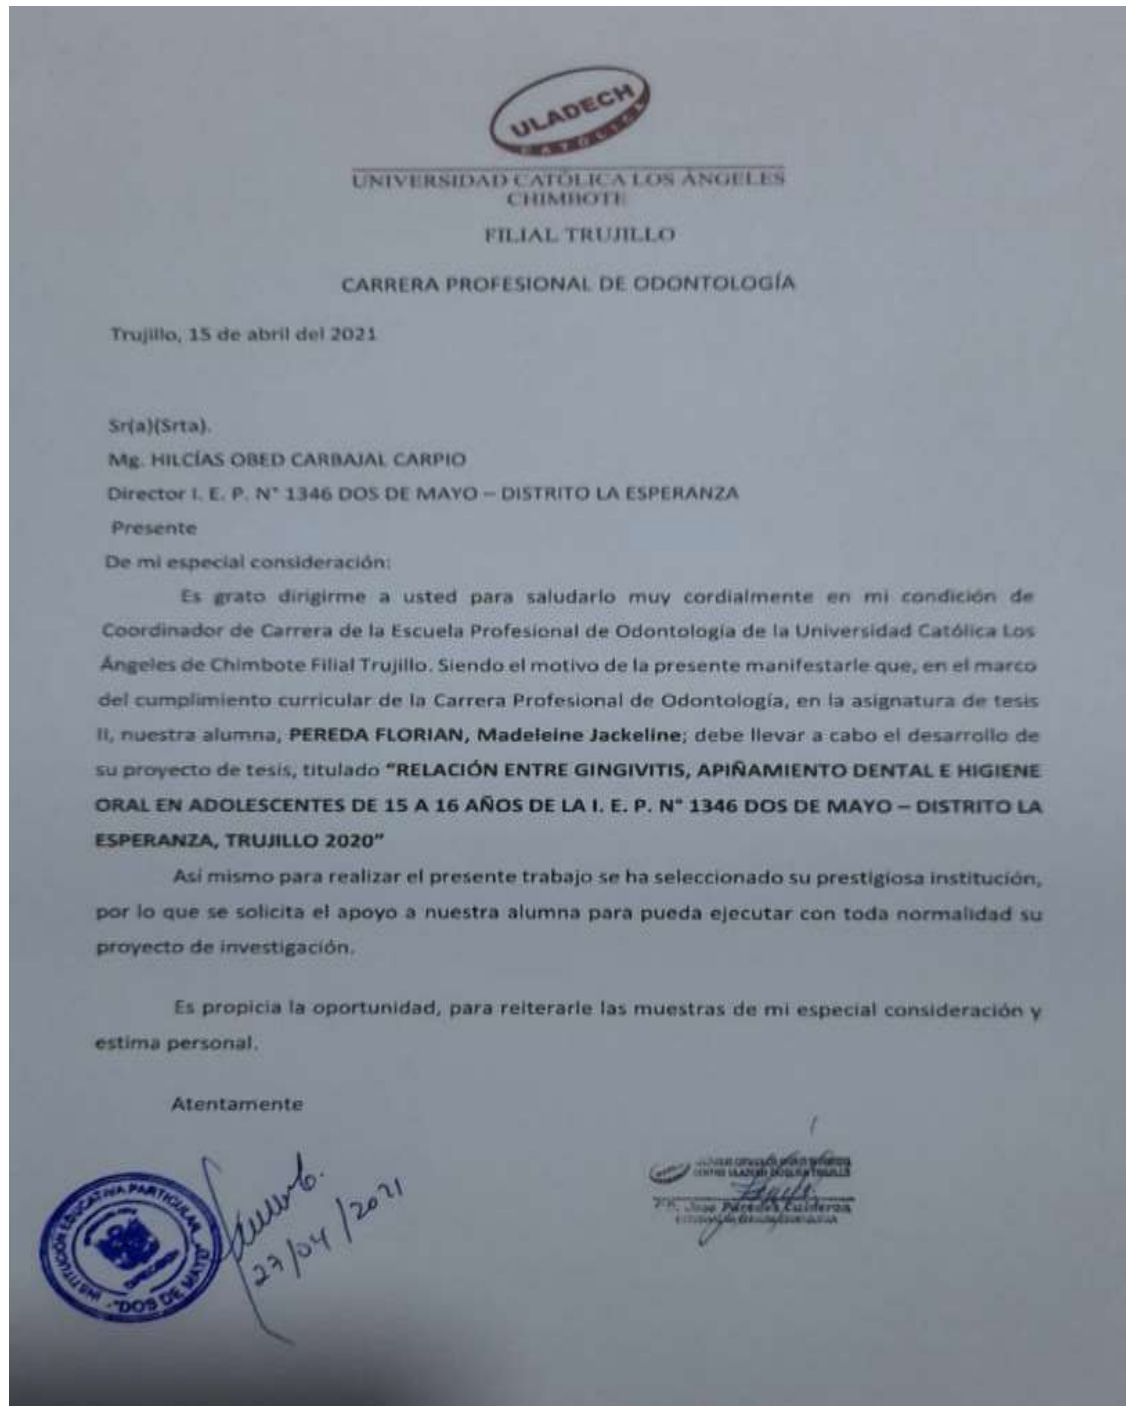 ULADECH
CATÓLICA
UNIVERSIDAD CATÓLICA LOS ÁNGELES
CHIMBOTE
FILIAL TRUJILLO
CARRERA PROFESIONAL DE ODONTOLOGÍA
Trujillo, 15 de abril del 2021
Sr(a)(Srta).
Mg. HILCÍAS OBED CARBAJAL CARPIO
Director I. E. P. N° 1346 DOS DE MAYO – DISTRITO LA ESPERANZA
Presente
De mi especial consideración:
Es grato dirigirme a usted para saludarlo muy cordialmente en mi condición de
Coordinador de Carrera de la Escuela Profesional de Odontología de la Universidad Católica Los
Ángeles de Chimbote Filial Trujillo. Siendo el motivo de la presente manifestarle que, en el marco
del cumplimiento curricular de la Carrera Profesional de Odontología, en la asignatura de tesis
II, nuestra alumna, PEREDA FLORIAN, Madeleine Jackeline; debe llevar a cabo el desarrollo de
su proyecto de tesis, titulado “RELACIÓN ENTRE GINGIVITIS, APIÑAMIENTO DENTAL E HIGIENE
ORAL EN ADOLESCENTES DE 15 A 16 AÑOS DE LA I. E. P. N° 1346 DOS DE MAYO – DISTRITO LA
ESPERANZA, TRUJILLO 2020”
Así mismo para realizar el presente trabajo se ha seleccionado su prestigiosa institución,
por lo que se solicita el apoyo a nuestra alumna para pueda ejecutar con toda normalidad su
proyecto de investigación.
Es propicia la oportunidad, para reiterarle las muestras de mi especial consideración y
estima personal.
Atentamente
INSTITUCIÓN EDUCATIVA PARTICULAR
"DOS DE MAYO"
27/04/2021
Jose Paredes Calderon